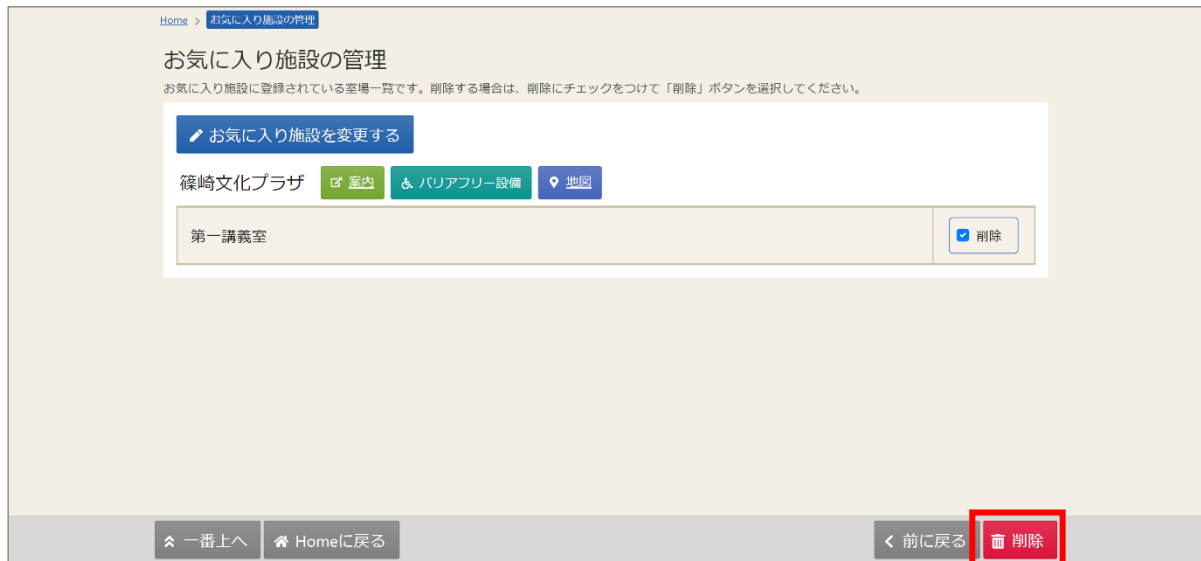 Home > お気に入り施設の管理
お気に入り施設の管理
お気に入り施設に登録されている室場一覧です。削除する場合は、削除にチェックをつけて「削除」ボタンを選択してください。
お気に入り施設を変更する
篠崎文化プラザ 案内 バリアフリー設備 地図
第一講義室 削除
一番上へ Homeに戻る 前に戻る 削除